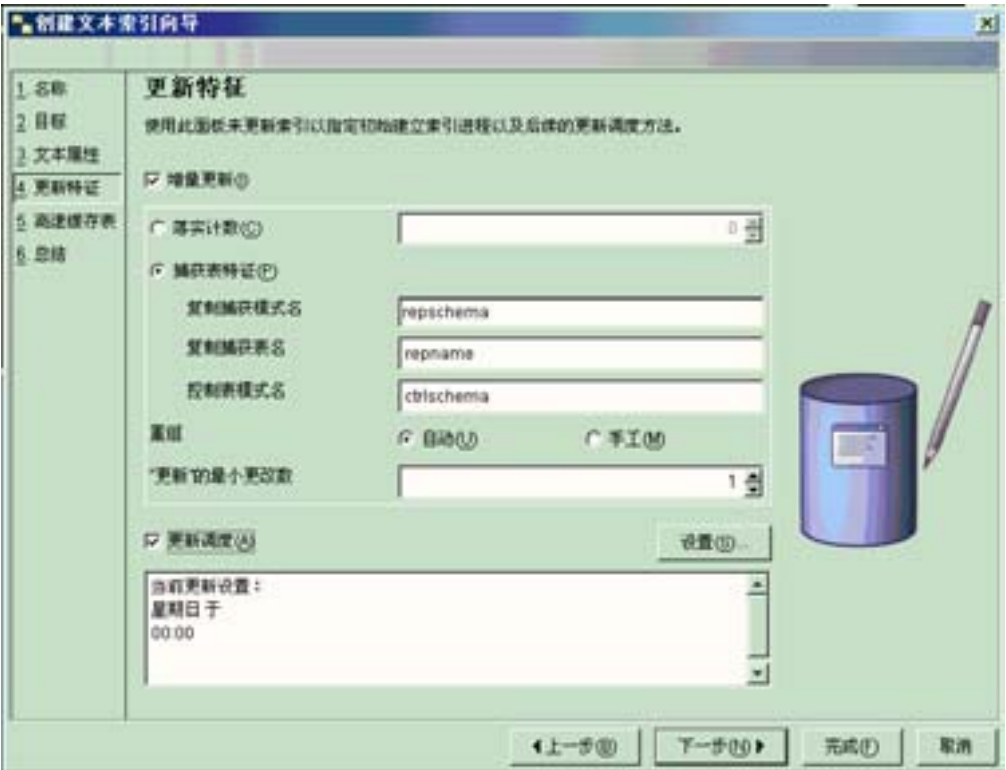 创建文本索引向导
1. 名称
2. 目标
3. 文本属性
4. 更新特征
5. 高速缓存表
6. 总结
更新特征
使用此面板来更新索引以指定初始建立索引进程以及后续的更新调度方法。
增量更新(I)
落实计数(C) 0
捕获表特征(P)
复制捕获模式名 repschema
复制捕获表名 repname
控制表模式名 ctrlschema
重组 自动(U) 手工(M)
"更新"的最小更改数 1
更新调度(A) 设置(S)...
当前更新设置：
星期日 于
00:00
上一步(B) 下一步(N) 完成(F) 取消